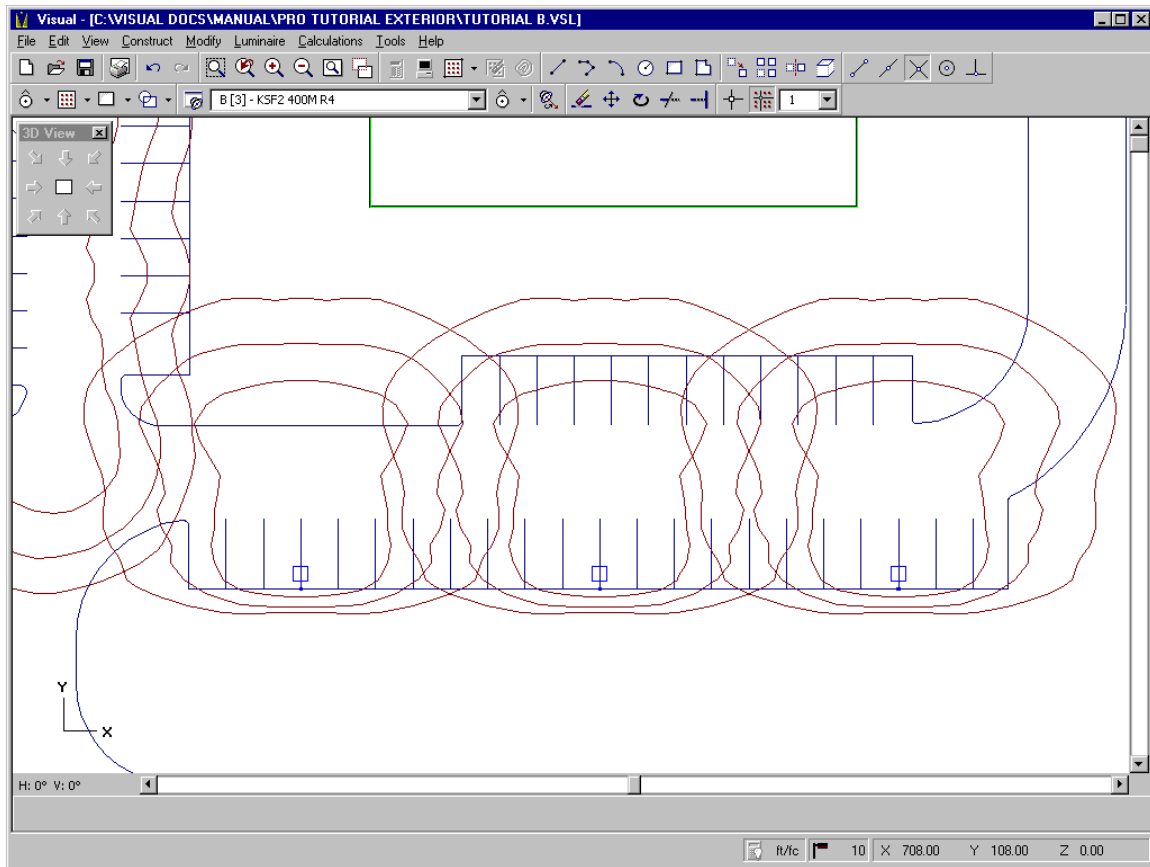 Visual - [C:\VISUAL DOCS\MANUAL\PRO TUTORIAL EXTERIOR\TUTORIAL B.VSL]
File Edit View Construct Modify Luminaire Calculations Tools Help
B [3] - KSF2 400M R4
1
3D View
Y
X
H: 0° V: 0°
ft/fc 10 X 708.00 Y 108.00 Z 0.00